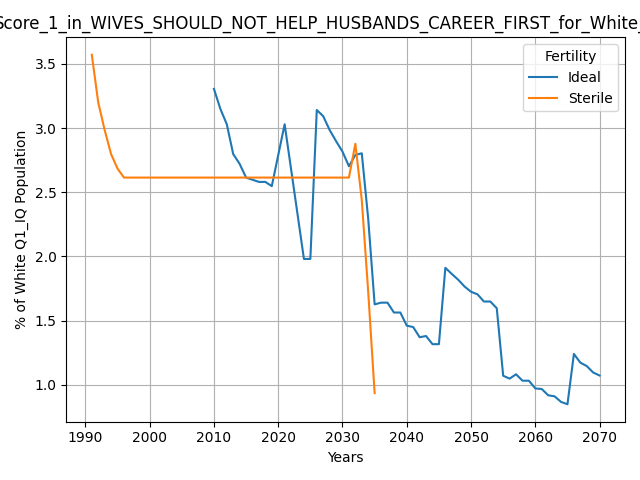 Score_1_in_WIVES_SHOULD_NOT_HELP_HUSBANDS_CAREER_FIRST_for_White_
Fertility
Ideal
Sterile
% of White Q1_IQ Population
3.5
3.0
2.5
2.0
1.5
1.0
1990 2000 2010 2020 2030 2040 2050 2060 2070
Years